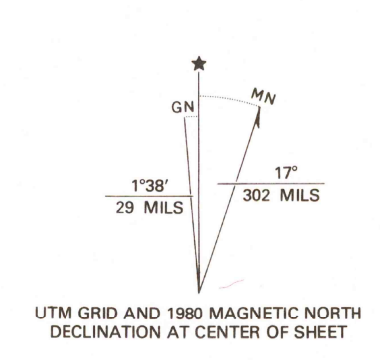 GN MN
1°38′ 17°
29 MILS 302 MILS
UTM GRID AND 1980 MAGNETIC NORTH
DECLINATION AT CENTER OF SHEET